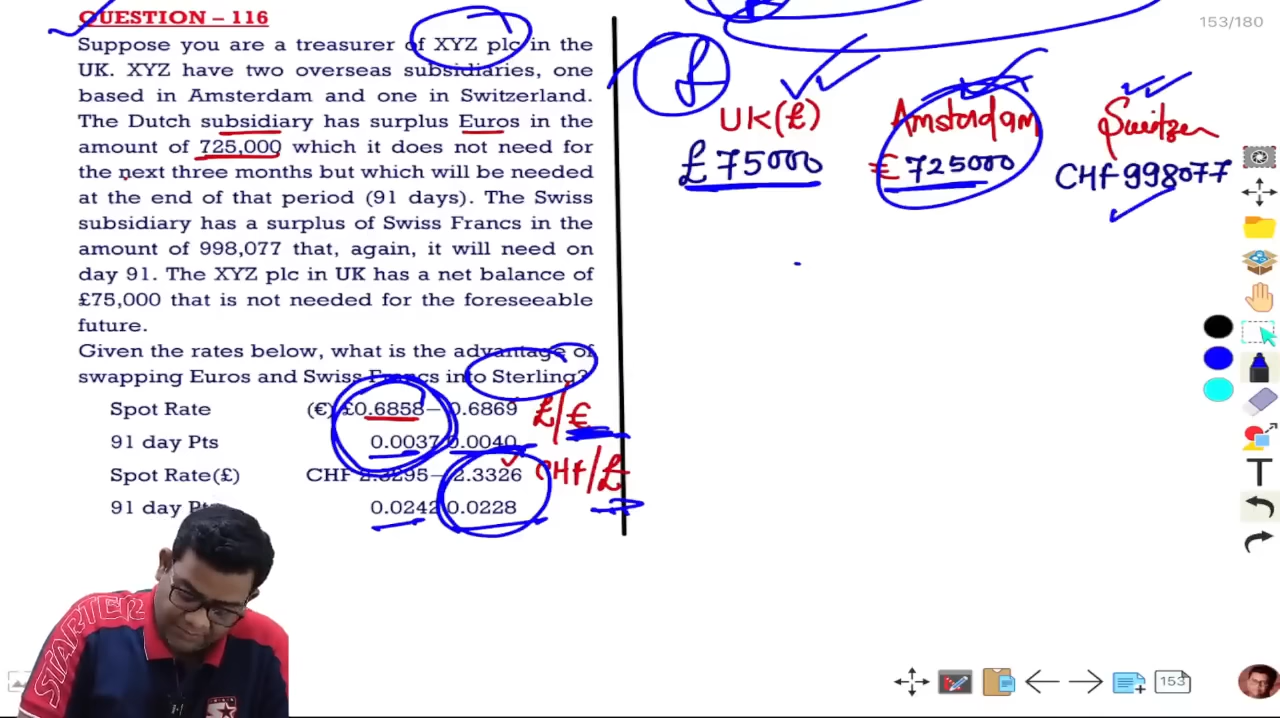 QUESTION – 116
Suppose you are a treasurer of XYZ plc in the
UK. XYZ have two overseas subsidiaries, one
based in Amsterdam and one in Switzerland.
The Dutch subsidiary has surplus Euros in the
amount of 725,000 which it does not need for
the next three months but which will be needed
at the end of that period (91 days). The Swiss
subsidiary has a surplus of Swiss Francs in the
amount of 998,077 that, again, it will need on
day 91. The XYZ plc in UK has a net balance of
£75,000 that is not needed for the foreseeable
future.
Given the rates below, what is the advantage of
swapping Euros and Swiss Francs into Sterling?
Spot Rate (€) £0.6858– 0.6869 £/€
91 day Pts 0.0037 0.0040
Spot Rate(£) CHF 2.3295– 2.3326 CHF/£
91 day 0.0242 0.0228
153/180
£
UK(£) Amsterdam
£75000 €725000 CHF 998077
STARTER
T
153